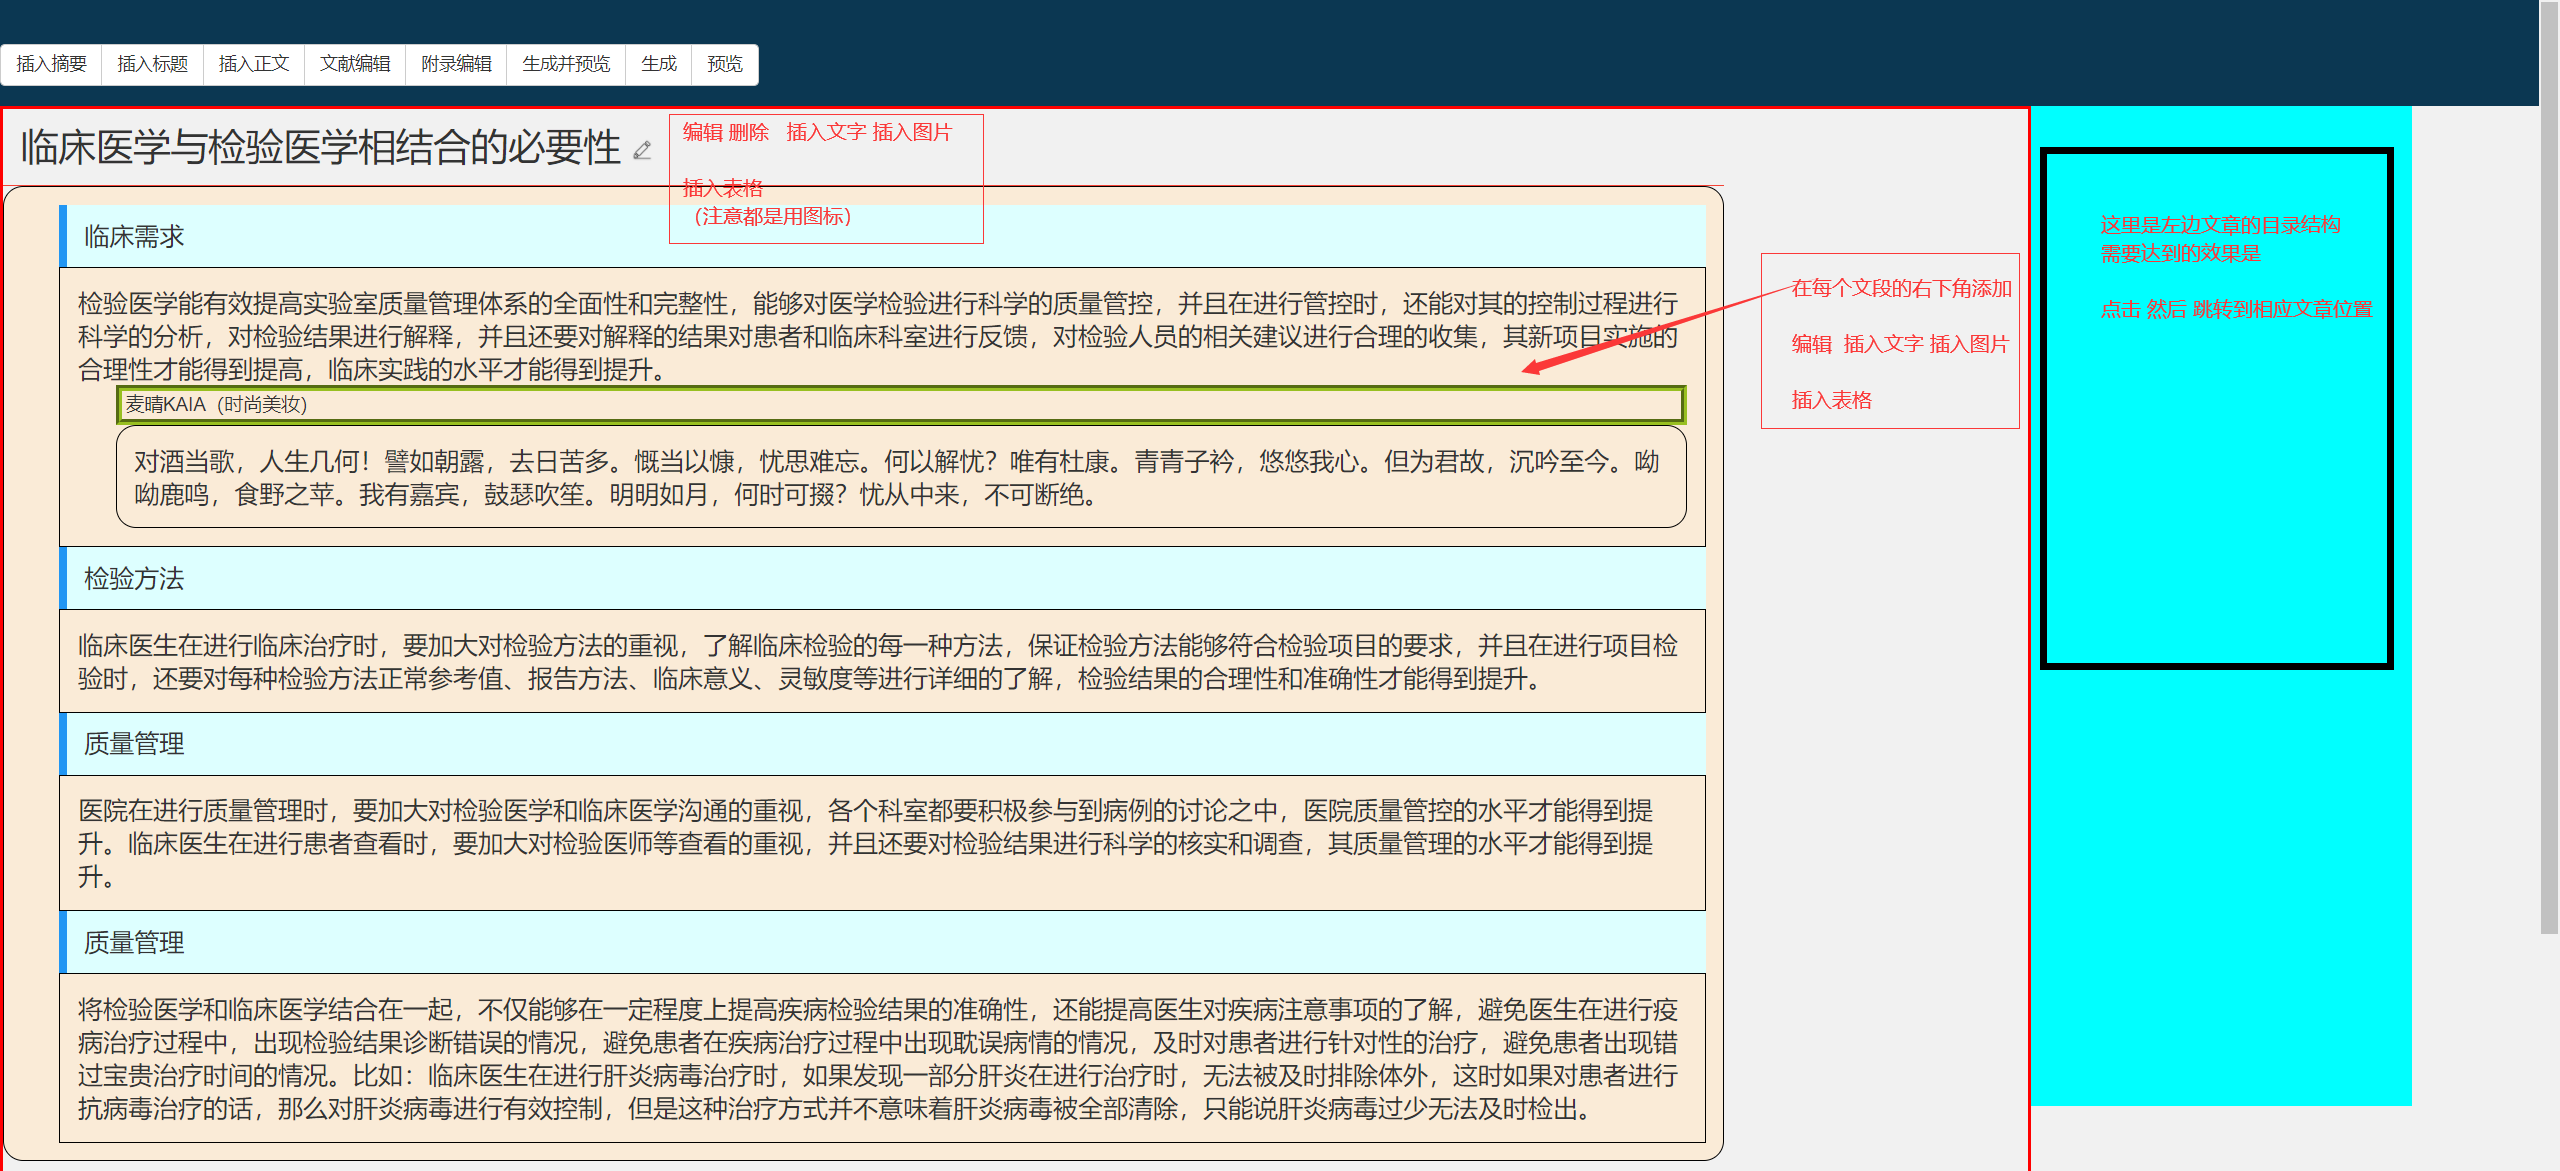 插入摘要 插入标题 插入正文 文献编辑 附录编辑 生成并预览 生成 预览
临床医学与检验医学相结合的必要性
编辑 删除 插入文字 插入图片
插入表格
（注意都是用图标）
临床需求
检验医学能有效提高实验室质量管理体系的全面性和完整性，能够对医学检验进行科学的质量管控，并且在进行管控时，还能对其的控制过程进行
科学的分析，对检验结果进行解释，并且还要对解释的结果对患者和临床科室进行反馈，对检验人员的相关建议进行合理的收集，其新项目实施的
合理性才能得到提高，临床实践的水平才能得到提升。
麦晴KAIA（时尚美妆）
对酒当歌，人生几何！譬如朝露，去日苦多。慨当以慷，忧思难忘。何以解忧？唯有杜康。青青子衿，悠悠我心。但为君故，沉吟至今。呦
呦鹿鸣，食野之苹。我有嘉宾，鼓瑟吹笙。明明如月，何时可掇？忧从中来，不可断绝。
检验方法
临床医生在进行临床治疗时，要加大对检验方法的重视，了解临床检验的每一种方法，保证检验方法能够符合检验项目的要求，并且在进行项目检
验时，还要对每种检验方法正常参考值、报告方法、临床意义、灵敏度等进行详细的了解，检验结果的合理性和准确性才能得到提升。
质量管理
医院在进行质量管理时，要加大对检验医学和临床医学沟通的重视，各个科室都要积极参与到病例的讨论之中，医院质量管控的水平才能得到提
升。临床医生在进行患者查看时，要加大对检验医师等查看的重视，并且还要对检验结果进行科学的核实和调查，其质量管理的水平才能得到提
升。
质量管理
将检验医学和临床医学结合在一起，不仅能够在一定程度上提高疾病检验结果的准确性，还能提高医生对疾病注意事项的了解，避免医生在进行疫
病治疗过程中，出现检验结果诊断错误的情况，避免患者在疾病治疗过程中出现耽误病情的情况，及时对患者进行针对性的治疗，避免患者出现错
过宝贵治疗时间的情况。比如：临床医生在进行肝炎病毒治疗时，如果发现一部分肝炎在进行治疗时，无法被及时排除体外，这时如果对患者进行
抗病毒治疗的话，那么对肝炎病毒进行有效控制，但是这种治疗方式并不意味着肝炎病毒被全部清除，只能说肝炎病毒过少无法及时检出。
在每个文段的右下角添加
编辑 插入文字 插入图片
插入表格
这里是左边文章的目录结构
需要达到的效果是
点击 然后 跳转到相应文章位置